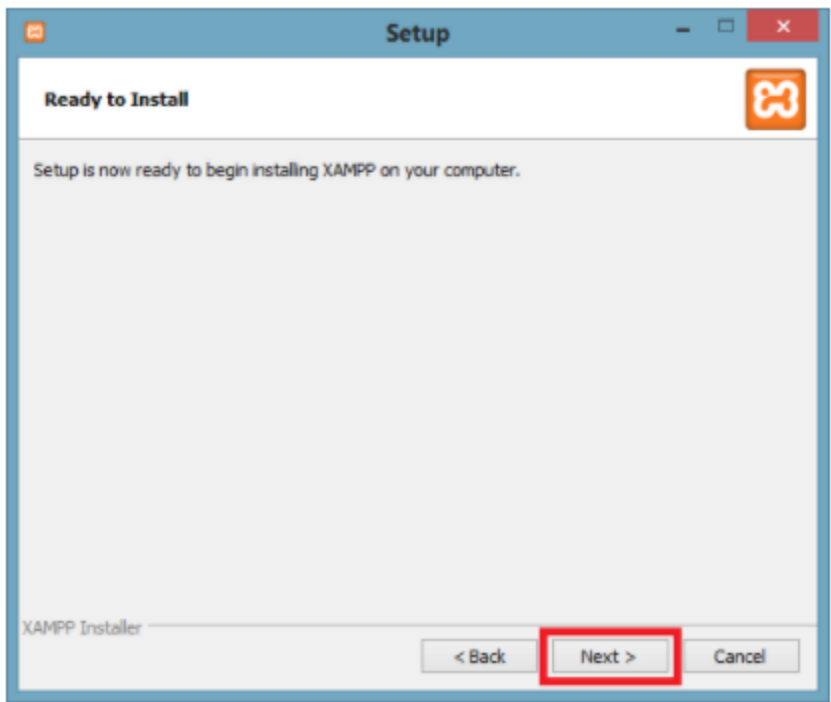 Setup
Ready to Install
Setup is now ready to begin installing XAMPP on your computer.
XAMPP Installer
< Back
Next >
Cancel